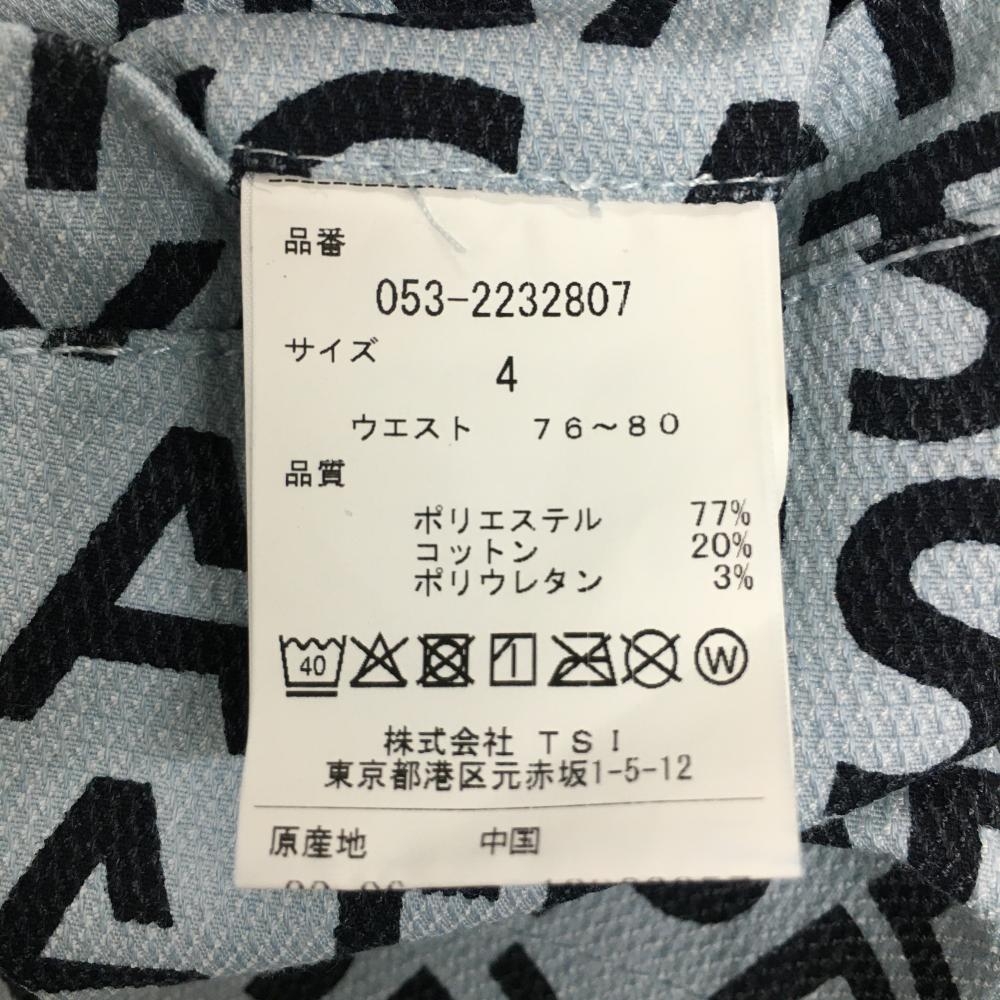 品番
053-2232807
サイズ
4
ウエスト 76～80
品質
ポリエステル 77%
コットン 20%
ポリウレタン 3%
40 W
株式会社 TSI
東京都港区元赤坂1-5-12
原産地 中国